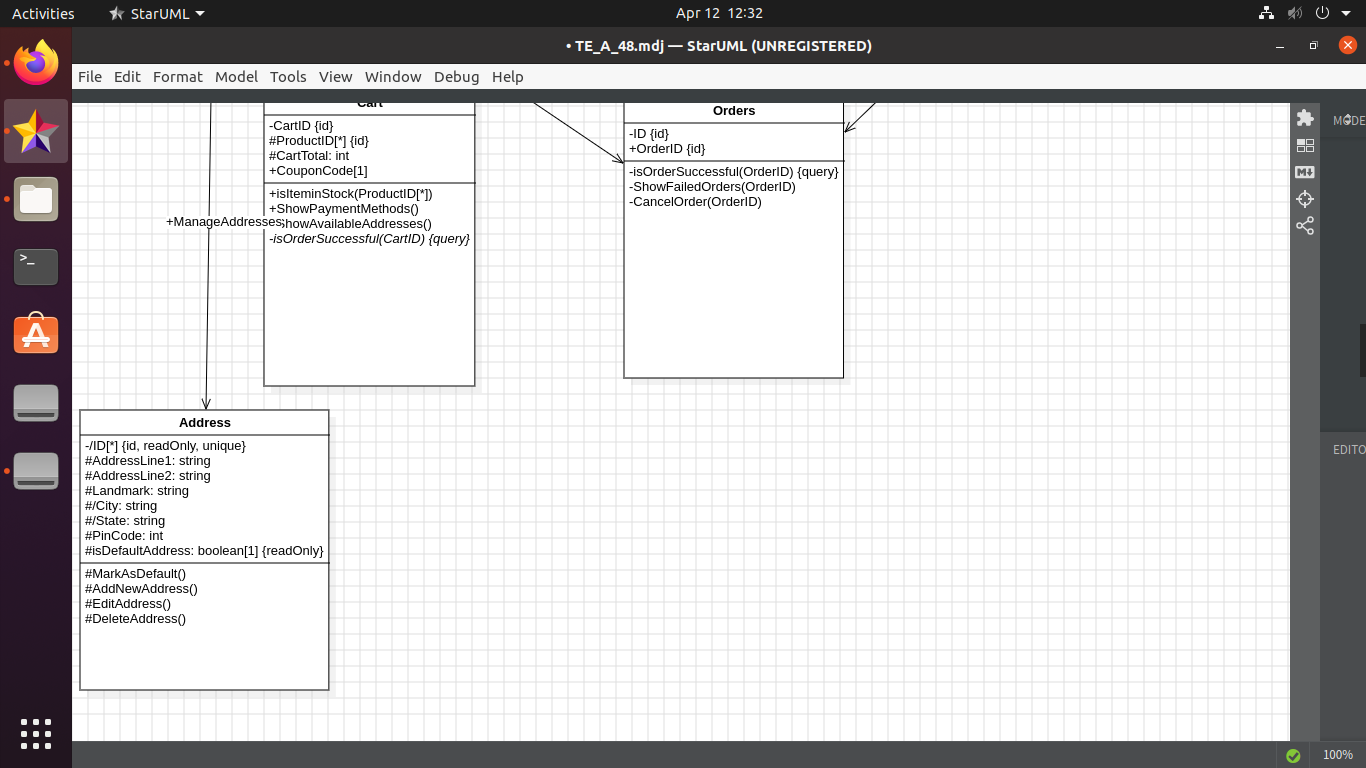 Activities
StarUML
Apr 12 12:32
• TE_A_48.mdj — StarUML (UNREGISTERED)
File Edit Format Model Tools View Window Debug Help
Cart
-CartID {id}
#ProductID[*] {id}
#CartTotal: int
+CouponCode[1]
+isIteminStock(ProductID[*])
+ShowPaymentMethods()
ShowAvailableAddresses()
-isOrderSuccessful(CartID) {query}
+ManageAddresses
Orders
-ID {id}
+OrderID {id}
-isOrderSuccessful(OrderID) {query}
-ShowFailedOrders(OrderID)
-CancelOrder(OrderID)
Address
-/ID[*] {id, readOnly, unique}
#AddressLine1: string
#AddressLine2: string
#Landmark: string
#/City: string
#/State: string
#PinCode: int
#isDefaultAddress: boolean[1] {readOnly}
#MarkAsDefault()
#AddNewAddress()
#EditAddress()
#DeleteAddress()
MODE
EDITO
100%